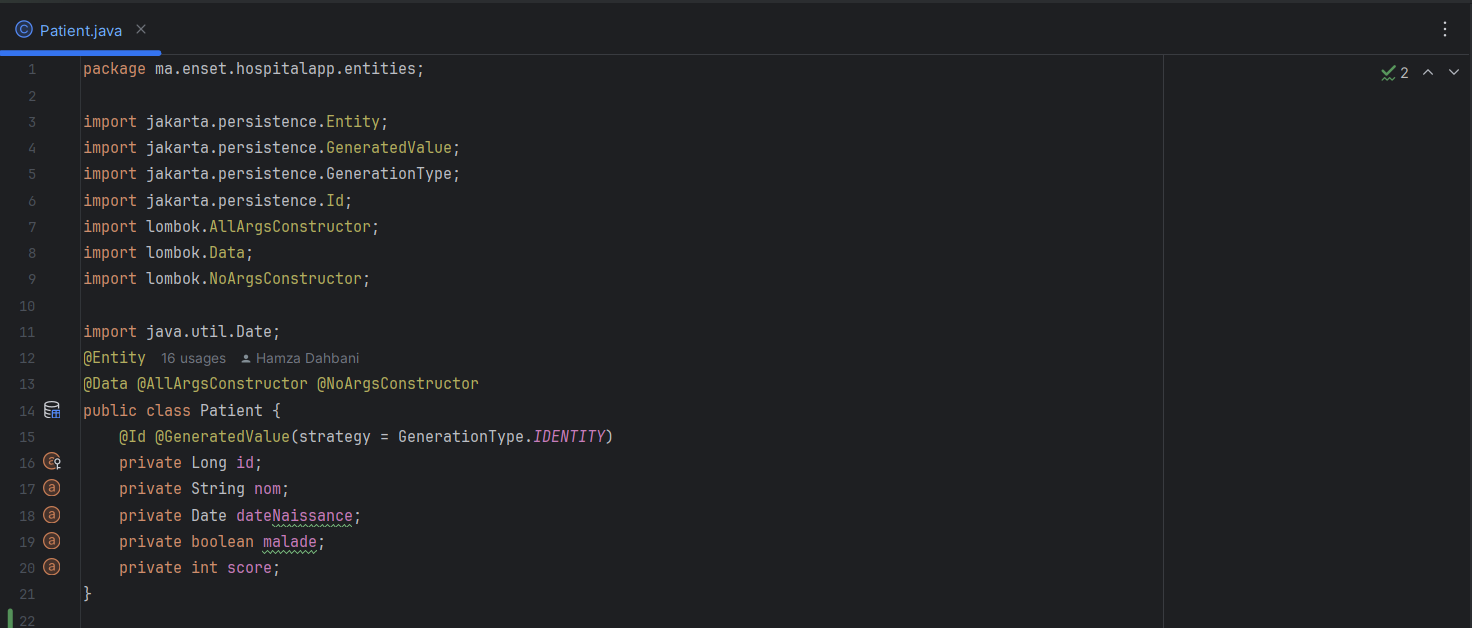 Patient.java
2
1 package ma.enset.hospitalapp.entities;
2
3 import jakarta.persistence.Entity;
4 import jakarta.persistence.GeneratedValue;
5 import jakarta.persistence.GenerationType;
6 import jakarta.persistence.Id;
7 import lombok.AllArgsConstructor;
8 import lombok.Data;
9 import lombok.NoArgsConstructor;
10
11 import java.util.Date;
12 @Entity 16 usages Hamza Dahbani
13 @Data @AllArgsConstructor @NoArgsConstructor
14 public class Patient {
15 @Id @GeneratedValue(strategy = GenerationType.IDENTITY)
16 private Long id;
17 private String nom;
18 private Date dateNaissance;
19 private boolean malade;
20 private int score;
21 }
22